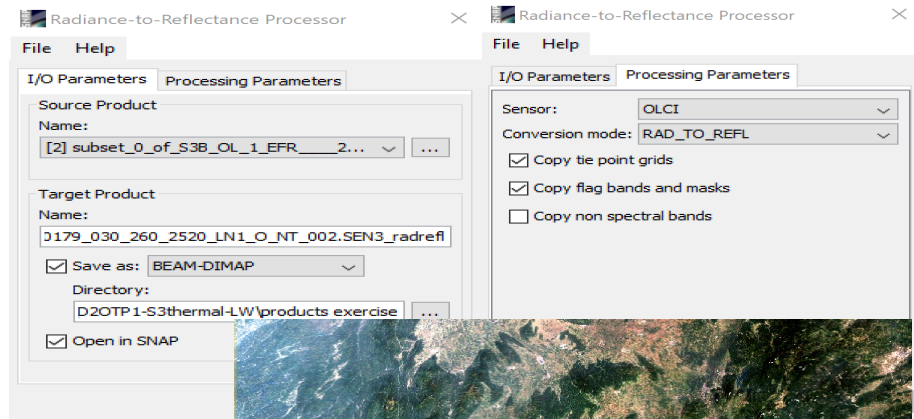 Radiance-to-Reflectance Processor
File Help
I/O Parameters Processing Parameters
Source Product
Name:
[2] subset_0_of_S3B_OL_1_EFR____2... ...
Target Product
Name:
0179_030_260_2520_LN1_O_NT_002.SEN3_radrefl
Save as: BEAM-DIMAP
Directory:
D2OTP1-S3thermal-LW\products exercise ...
Open in SNAP
Radiance-to-Reflectance Processor
File Help
I/O Parameters Processing Parameters
Sensor: OLCI
Conversion mode: RAD_TO_REFL
Copy tie point grids
Copy flag bands and masks
Copy non spectral bands